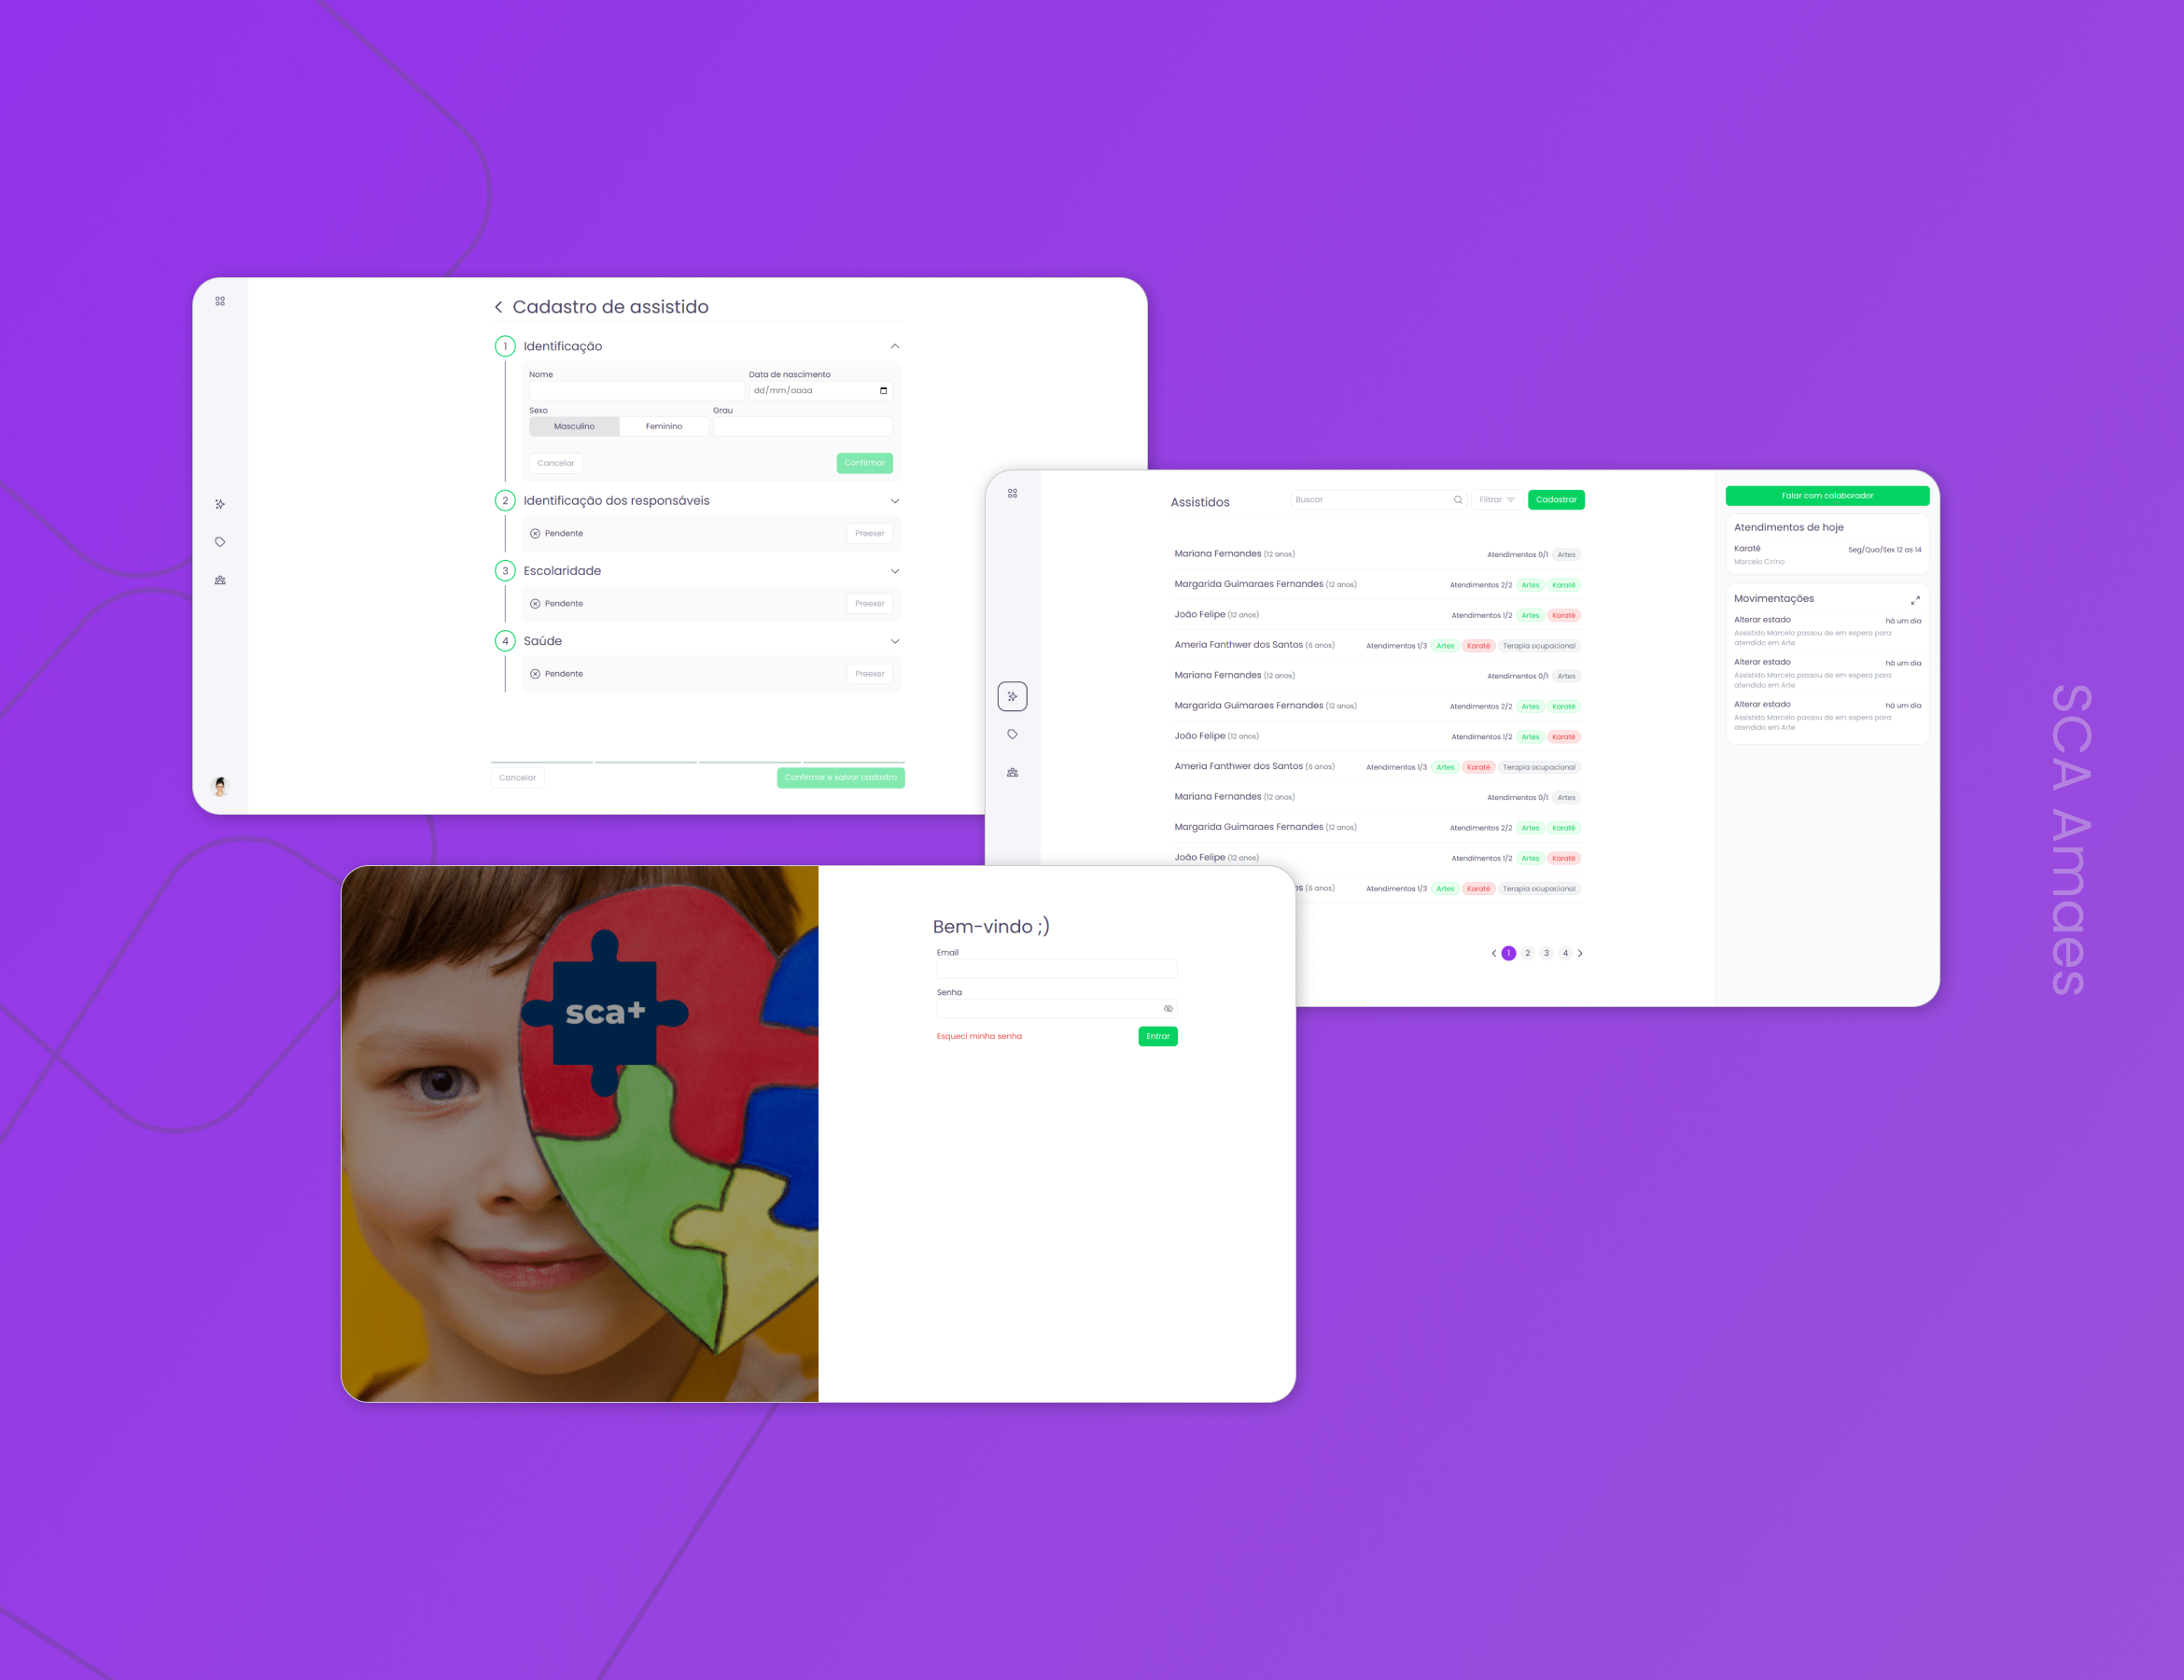 Cadastro de assistido
1 Identificação
Nome Data de nascimento
dd/mm/aaaa
Sexo Grau
Masculino Feminino
Cancelar Confirmar
2 Identificação dos responsáveis
Pendente Preexer
3 Escolaridade
Pendente Preexer
4 Saúde
Pendente Preexer
Cancelar Confirmar e salvar cadastro
Assistidos Buscar Filtrar Cadastrar
Mariana Fernandes (12 anos) Atendimentos 0/1 Artes
Margarida Guimaraes Fernandes (12 anos) Atendimentos 2/2 Artes Karatê
João Felipe (12 anos) Atendimentos 1/2 Artes Karatê
Ameria Fanthwer dos Santos (6 anos) Atendimentos 1/3 Artes Karatê Terapia ocupacional
Mariana Fernandes (12 anos) Atendimentos 0/1 Artes
Margarida Guimaraes Fernandes (12 anos) Atendimentos 2/2 Artes Karatê
João Felipe (12 anos) Atendimentos 1/2 Artes Karatê
Ameria Fanthwer dos Santos (6 anos) Atendimentos 1/3 Artes Karatê Terapia ocupacional
Mariana Fernandes (12 anos) Atendimentos 0/1 Artes
Margarida Guimaraes Fernandes (12 anos) Atendimentos 2/2 Artes Karatê
João Felipe (12 anos) Atendimentos 1/2 Artes Karatê
os (6 anos) Atendimentos 1/3 Artes Karatê Terapia ocupacional
1 2 3 4
Falar com colaborador
Atendimentos de hoje
Karatê Seg/Qua/Sex 12 as 14
Marcelo Cirino
Movimentações
Alterar estado há um dia
Assistido Marcelo passou de em espera para
atendido em Arte
Alterar estado há um dia
Assistido Marcelo passou de em espera para
atendido em Arte
Alterar estado há um dia
Assistido Marcelo passou de em espera para
atendido em Arte
sca+
Bem-vindo ;)
Email
Senha
Esqueci minha senha Entrar
SCA Amaes